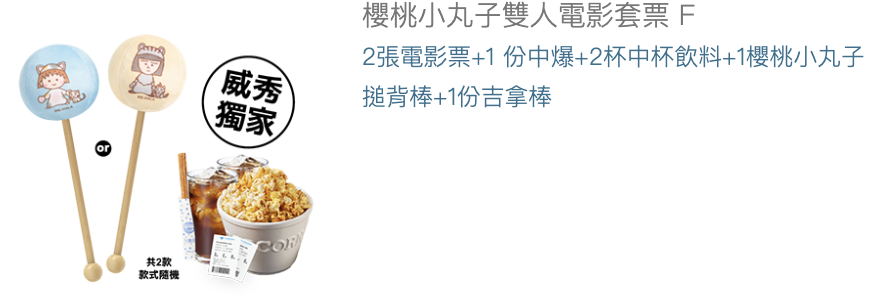 櫻桃小丸子雙人電影套票 F
2張電影票+1 份中爆+2杯中杯飲料+1櫻桃小丸子
搥背棒+1份吉拿棒
威秀
獨家
or
CORN
共2款
款式隨機